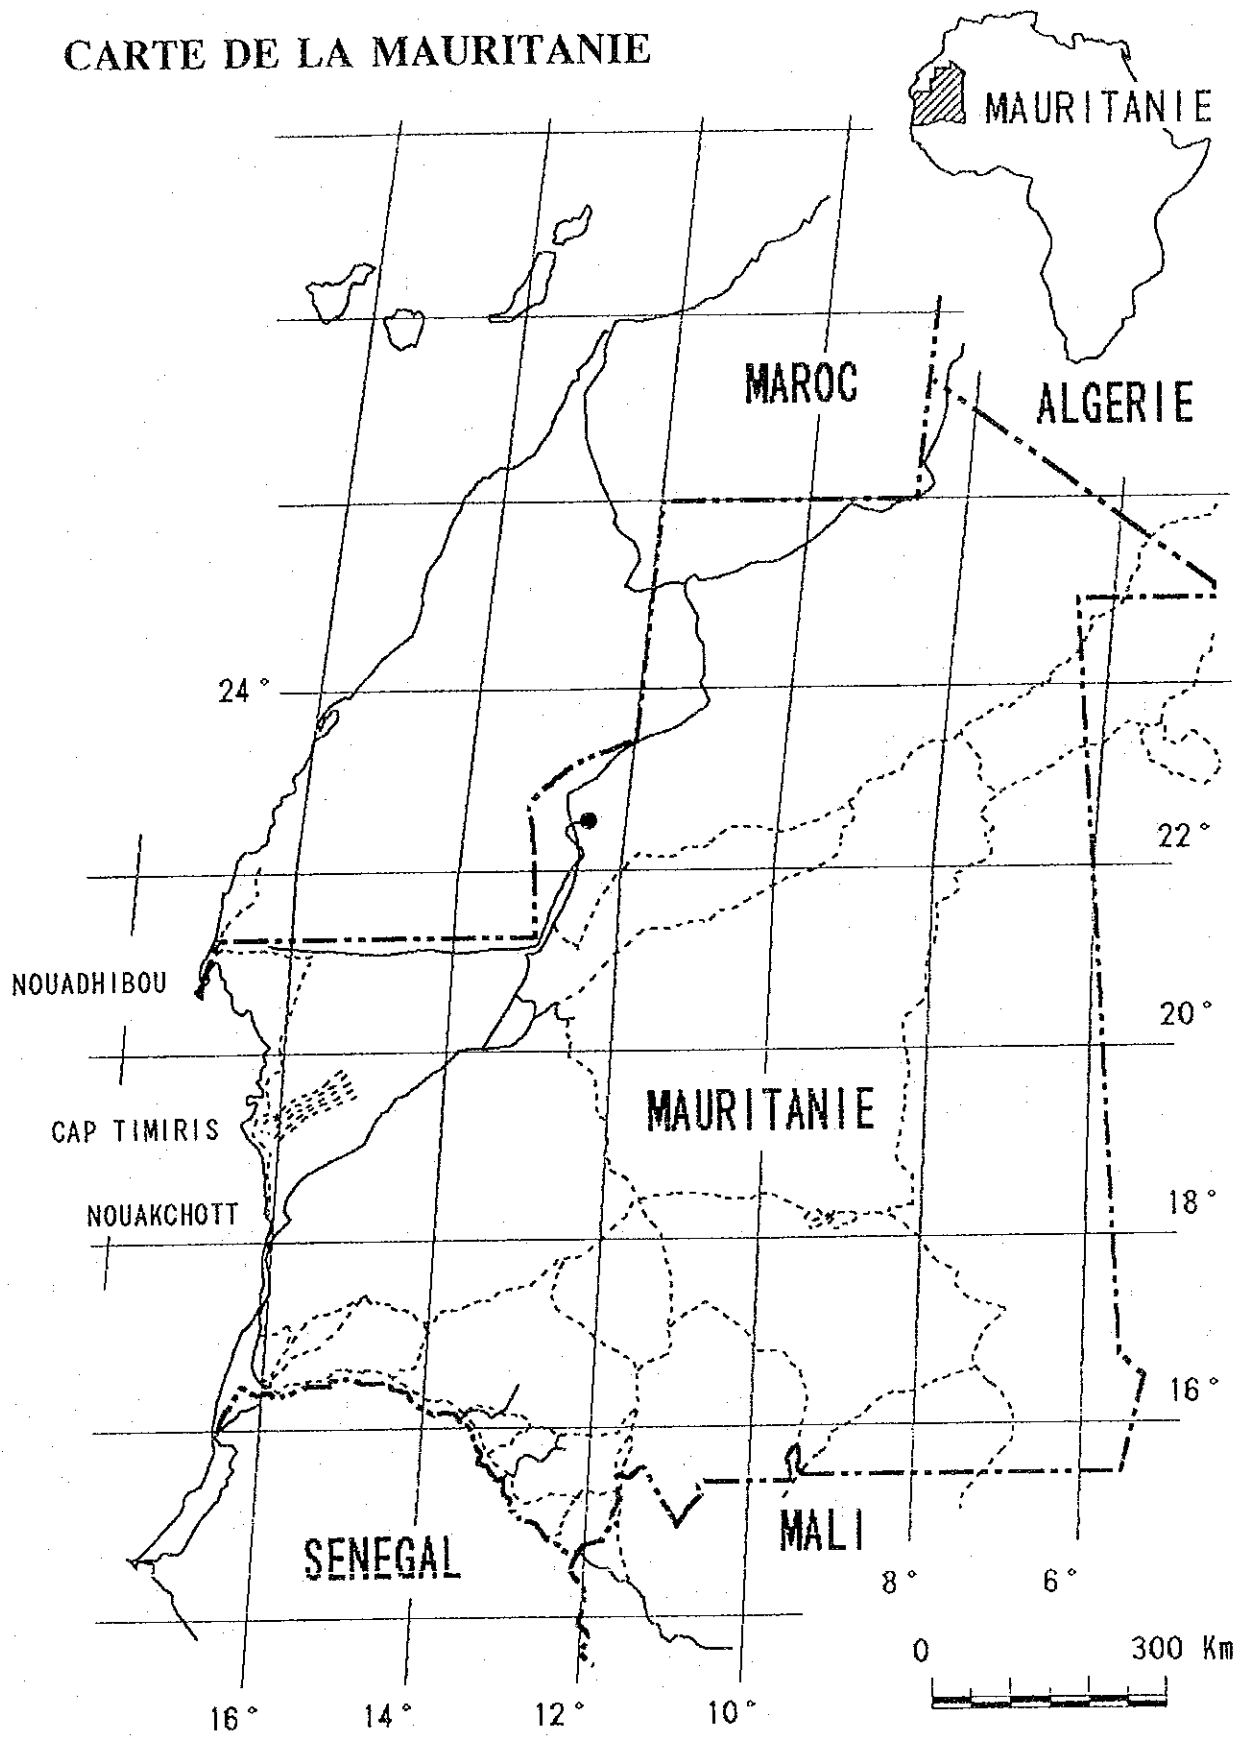 CARTE DE LA MAURITANIE
MAURITANIE
MAROC
ALGERIE
24°
22°
NOUADHIBOU
20°
MAURITANIE
CAP TIMIRIS
18°
NOUAKCHOTT
16°
MALI
SENEGAL
8° 6°
0 300 Km
16° 14° 12° 10°